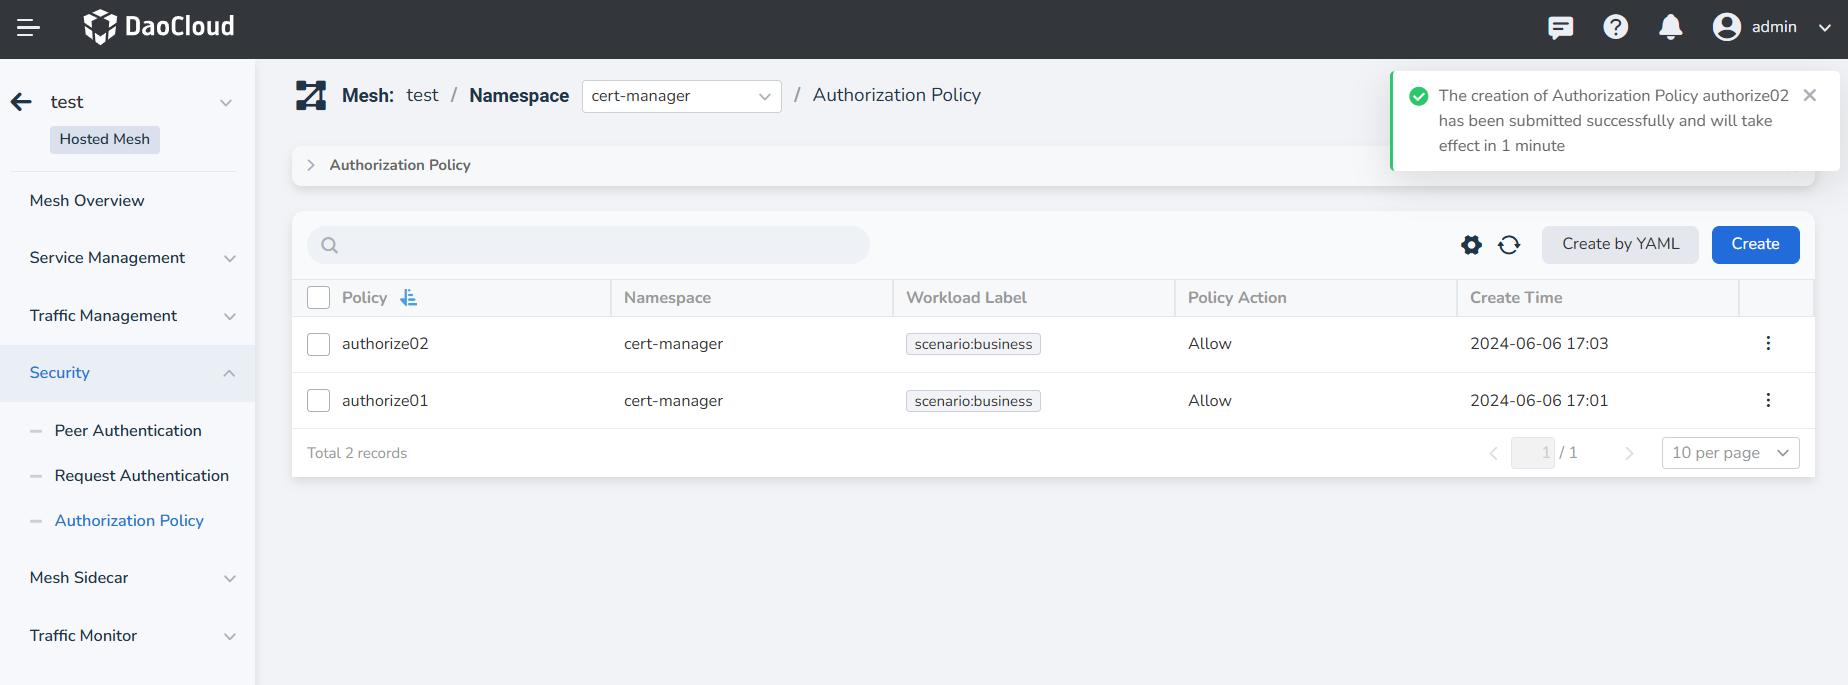 DaoCloud
admin
test
Hosted Mesh
Mesh Overview
Service Management
Traffic Management
Security
Peer Authentication
Request Authentication
Authorization Policy
Mesh Sidecar
Traffic Monitor
Mesh: test / Namespace cert-manager / Authorization Policy
The creation of Authorization Policy authorize02
has been submitted successfully and will take
effect in 1 minute
Authorization Policy
Create by YAML Create
Policy Namespace Workload Label Policy Action Create Time
authorize02 cert-manager scenario:business Allow 2024-06-06 17:03
authorize01 cert-manager scenario:business Allow 2024-06-06 17:01
Total 2 records 1 / 1 10 per page